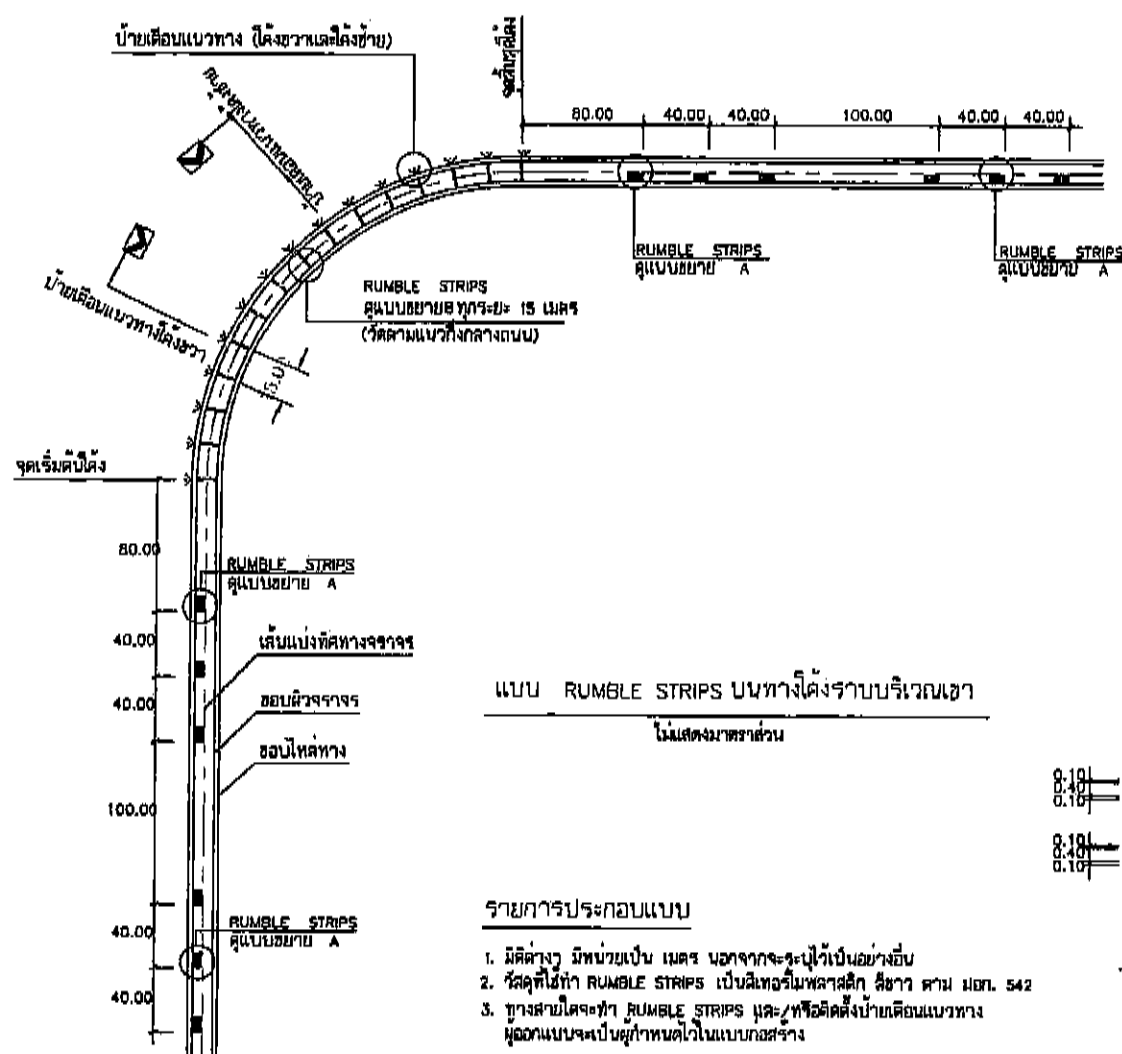 ป้ายเตือนแนวทาง (โค้งขวาและโค้งซ้าย)
จุดสิ้นสุดโค้ง
80.00 40.00 40.00 100.00 40.00 40.00
RUMBLE STRIPS
ดูแบบขยาย A
RUMBLE STRIPS
ดูแบบขยาย A
RUMBLE STRIPS
ดูแบบขยายB ทุกระยะ 15 เมตร
(วัดตามแนวกึ่งกลางถนน)
ป้ายเตือนแนวทางโค้งขวา
จุดเริ่มต้นโค้ง
80.00
RUMBLE STRIPS
ดูแบบขยาย A
40.00
เส้นแบ่งทิศทางจราจร
40.00
ขอบผิวจราจร
ขอบไหล่ทาง
100.00
แบบ RUMBLE STRIPS บนทางโค้งราบบริเวณเขา
ไม่แสดงมาตราส่วน
0.10
0.40
0.10
0.10
0.40
0.10
รายการประกอบแบบ
RUMBLE STRIPS
ดูแบบขยาย A
40.00
40.00
1. มิติต่างๆ มีหน่วยเป็น เมตร นอกจากจะระบุไว้เป็นอย่างอื่น
2. วัสดุที่ใช้ทำ RUMBLE STRIPS เป็นสีเทอร์โมพลาสติก สีขาว ตาม มอก. 542
3. ทางสายใดจะทำ RUMBLE STRIPS และ/หรือติดตั้งป้ายเตือนแนวทาง
ผู้ออกแบบจะเป็นผู้กำหนดไว้ในแบบก่อสร้าง